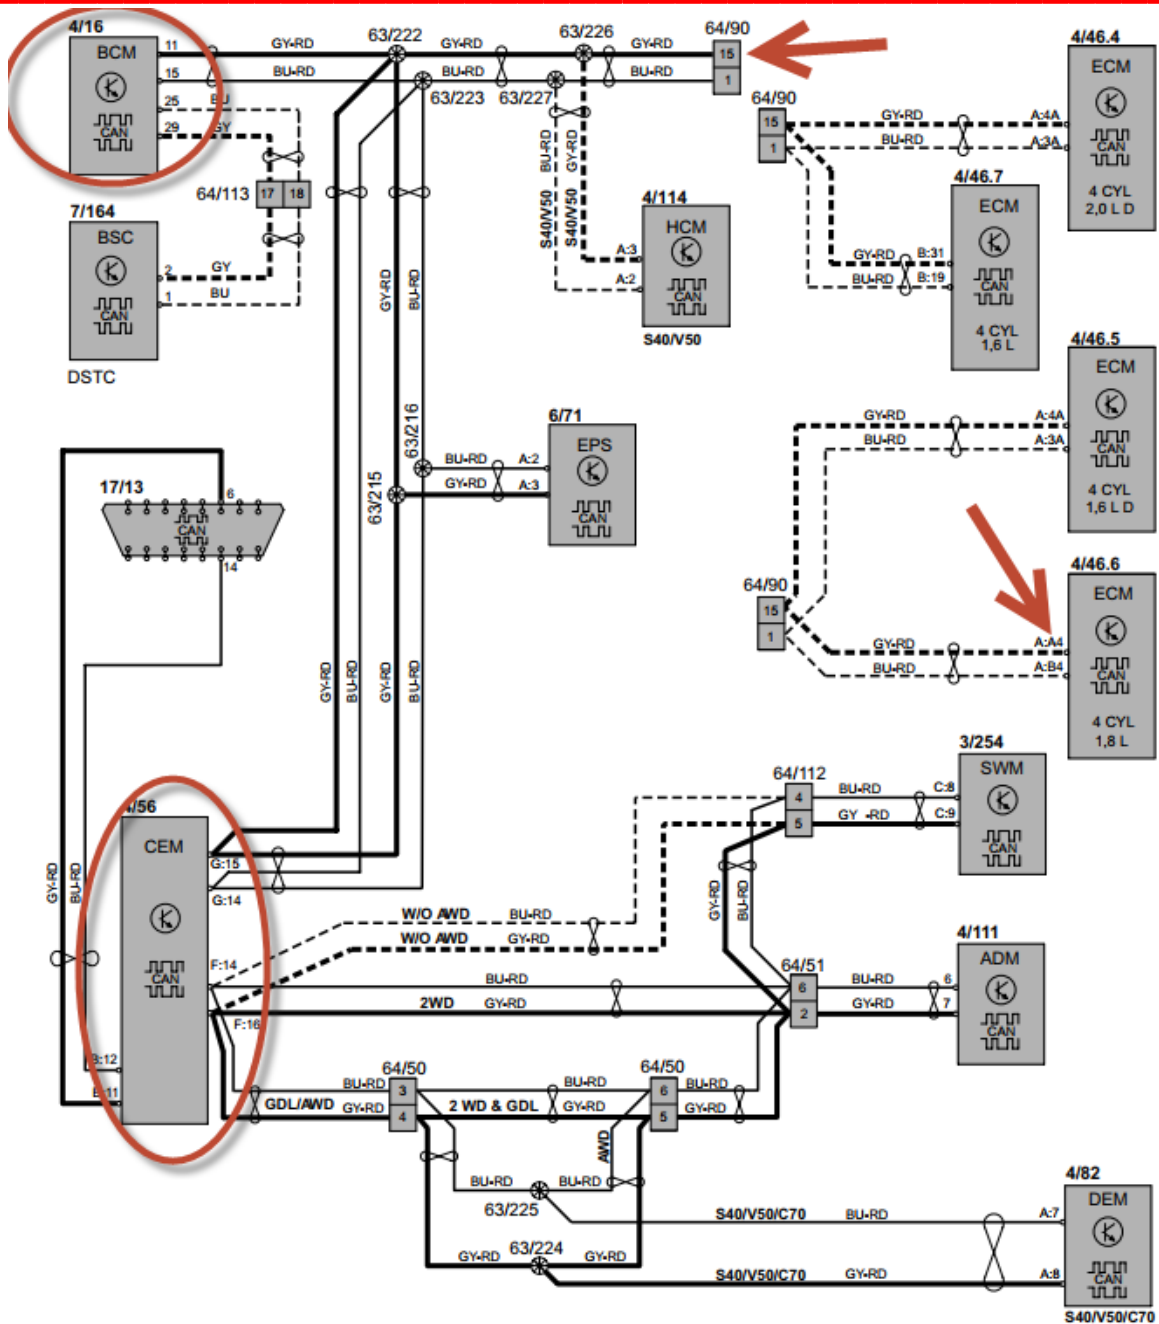 4/16
BCM
CAN
11
15
25
29
GY-RD
BU-RD
BU
GY
63/222
63/223
GY-RD
BU-RD
63/226
63/227
GY-RD
BU-RD
64/90
15
1
64/113
17
18
7/164
BSC
CAN
2
1
GY
BU
DSTC
BU-RD
GY-RD
S40/V50
S40/V50
4/114
HCM
CAN
A:3
A:2
S40/V50
64/90
15
1
GY-RD
BU-RD
A:4A
A:3A
4/46.4
ECM
CAN
4 CYL
2,0 L D
4/46.7
ECM
CAN
4 CYL
1,6 L
GY-RD
B:31
BU-RD
B:19
GY-RD
BU-RD
4/46.5
ECM
CAN
4 CYL
1,6 L D
GY-RD
A:4A
BU-RD
A:3A
64/90
15
1
4/46.6
ECM
CAN
4 CYL
1,8 L
GY-RD
A:A4
BU-RD
A:B4
63/216
63/215
6/71
EPS
CAN
BU-RD
A:2
GY-RD
A:3
17/13
6
CAN
14
GY-RD
BU-RD
GY-RD
BU-RD
GY-RD
BU-RD
4/56
CEM
CAN
G:15
G:14
F:14
F:16
B:12
B:11
W/O AWD
BU-RD
W/O AWD
GY-RD
BU-RD
2WD
GY-RD
64/112
4
5
BU-RD
C:8
GY -RD
C:9
3/254
SWM
CAN
GY-RD
BU-RD
64/51
6
2
BU-RD
6
GY-RD
7
4/111
ADM
CAN
64/50
3
4
BU-RD
GDL/AWD
GY-RD
BU-RD
2 WD & GDL
GY-RD
64/50
6
5
BU-RD
GY-RD
AWD
BU-RD
BU-RD
63/225
GY-RD
63/224
GY-RD
S40/V50/C70
BU-RD
A:7
S40/V50/C70
GY-RD
A:8
4/82
DEM
CAN
S40/V50/C70